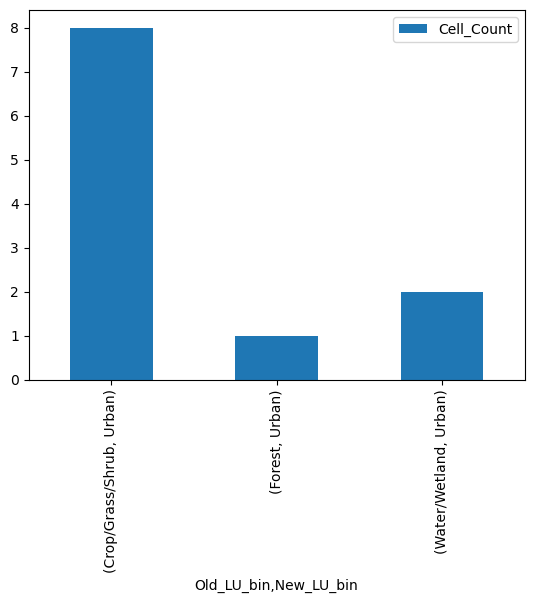 8
7
6
5
4
3
2
1
0
Cell_Count
(Crop/Grass/Shrub, Urban)
(Forest, Urban)
(Water/Wetland, Urban)
Old_LU_bin,New_LU_bin